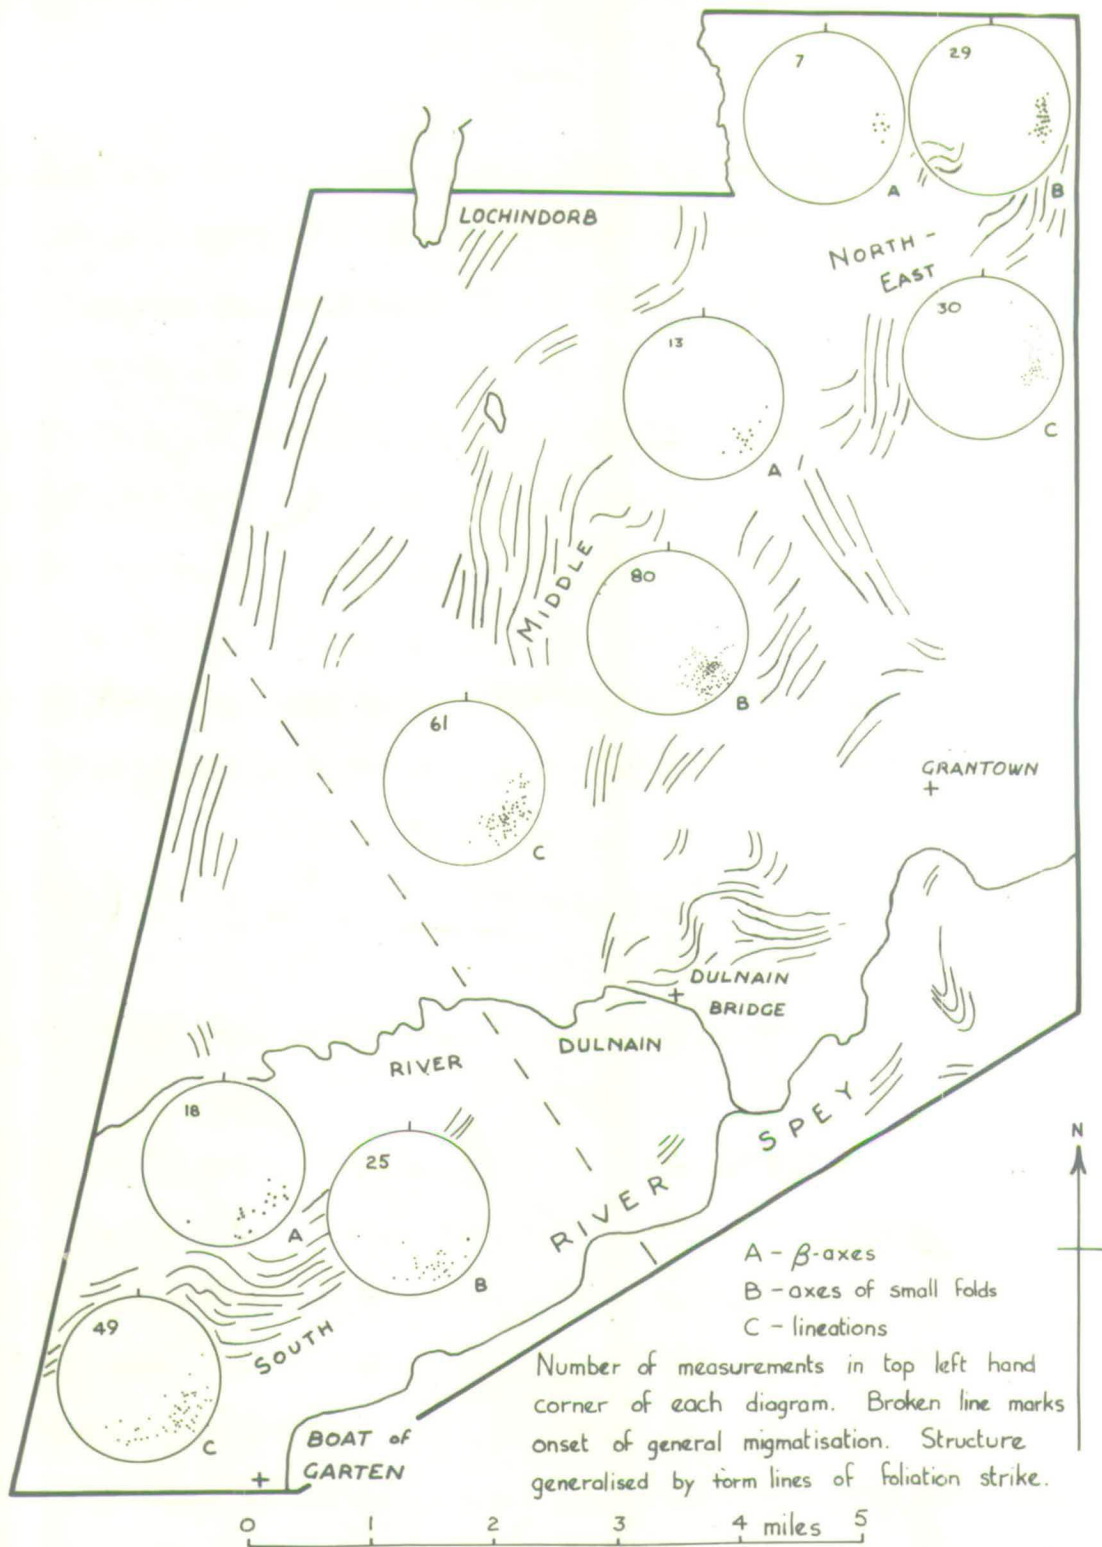 7
29
A
B
LOCHINDORB
NORTH-
EAST
30
C
13
A
MIDDLE
80
B
61
C
GRANTOWN
DULNAIN
BRIDGE
RIVER DULNAIN
18
A
25
B
RIVER SPEY
N
49
C
SOUTH
BOAT of
GARTEN
A - β-axes
B - axes of small folds
C - lineations
Number of measurements in top left hand
corner of each diagram. Broken line marks
onset of general migmatisation. Structure
generalised by form lines of foliation strike.
0 1 2 3 4 miles 5